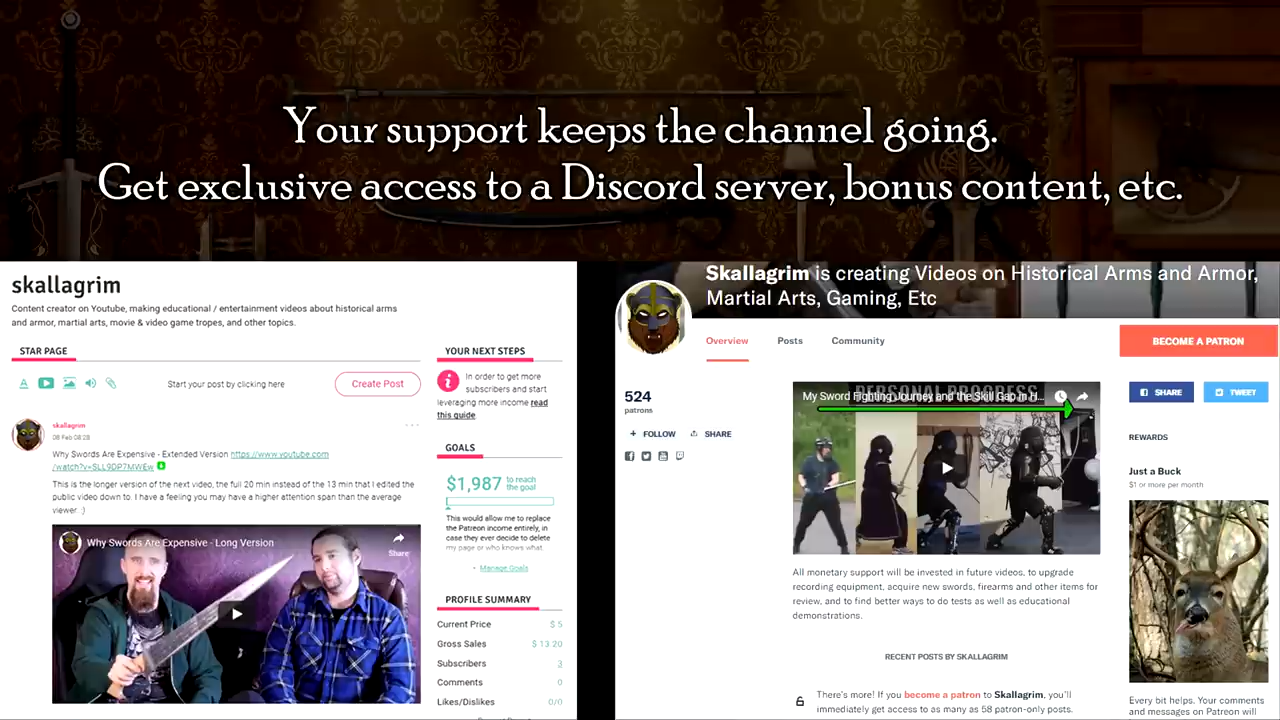 Your support keeps the channel going.
Get exclusive access to a Discord server, bonus content, etc.
skallagrim
Content creator on Youtube, making educational / entertainment videos about historical arms
and armor, martial arts, movie & video game tropes, and other topics.
STAR PAGE
Start your post by clicking here
Create Post
skallagrim
08 Feb 08:28
Why Swords Are Expensive - Extended Version https://www.youtube.com
/watch?v=SLL9DP7MWEw
This is the longer version of the next video, the full 20 min instead of the 13 min that I edited the
public video down to. I have a feeling you may have a higher attention span than the average
viewer. :)
Why Swords Are Expensive - Long Version
Share
YOUR NEXT STEPS
In order to get more
subscribers and start
leveraging more income read
this guide
GOALS
$1,987 to reach
the goal
This would allow me to replace
the Patreon income entirely, in
case they ever decide to delete
my page or who knows what
Manage Goals
PROFILE SUMMARY
Current Price $ 5
Gross Sales $ 13.20
Subscribers 3
Comments 0
Likes/Dislikes 0/0
Skallagrim is creating Videos on Historical Arms and Armor,
Martial Arts, Gaming, Etc
Overview Posts Community
BECOME A PATRON
524
patrons
FOLLOW SHARE
PERSONAL PROGRESS
My Sword Fighting Journey and the Skill Gap in H...
All monetary support will be invested in future videos, to upgrade
recording equipment, acquire new swords, firearms and other items for
review, and to find better ways to do tests as well as educational
demonstrations.
RECENT POSTS BY SKALLAGRIM
There's more! If you become a patron to Skallagrim, you'll
immediately get access to as many as 58 patron-only posts.
SHARE TWEET
REWARDS
Just a Buck
$1 or more per month
Every bit helps. Your comments
and messages on Patreon will